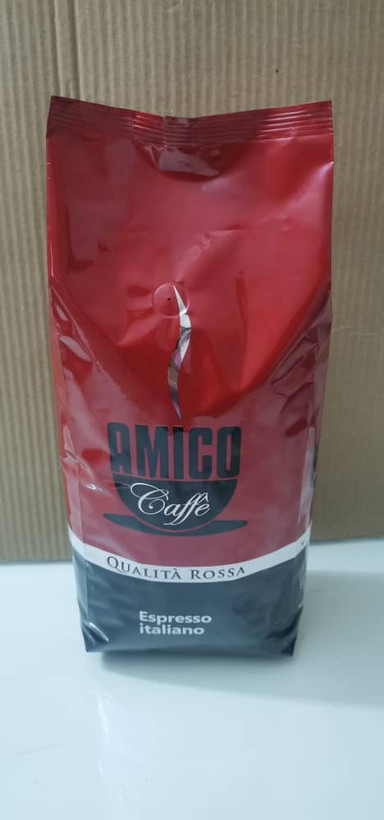 AMICO
Caffè
QUALITÀ ROSSA
Espresso
italiano